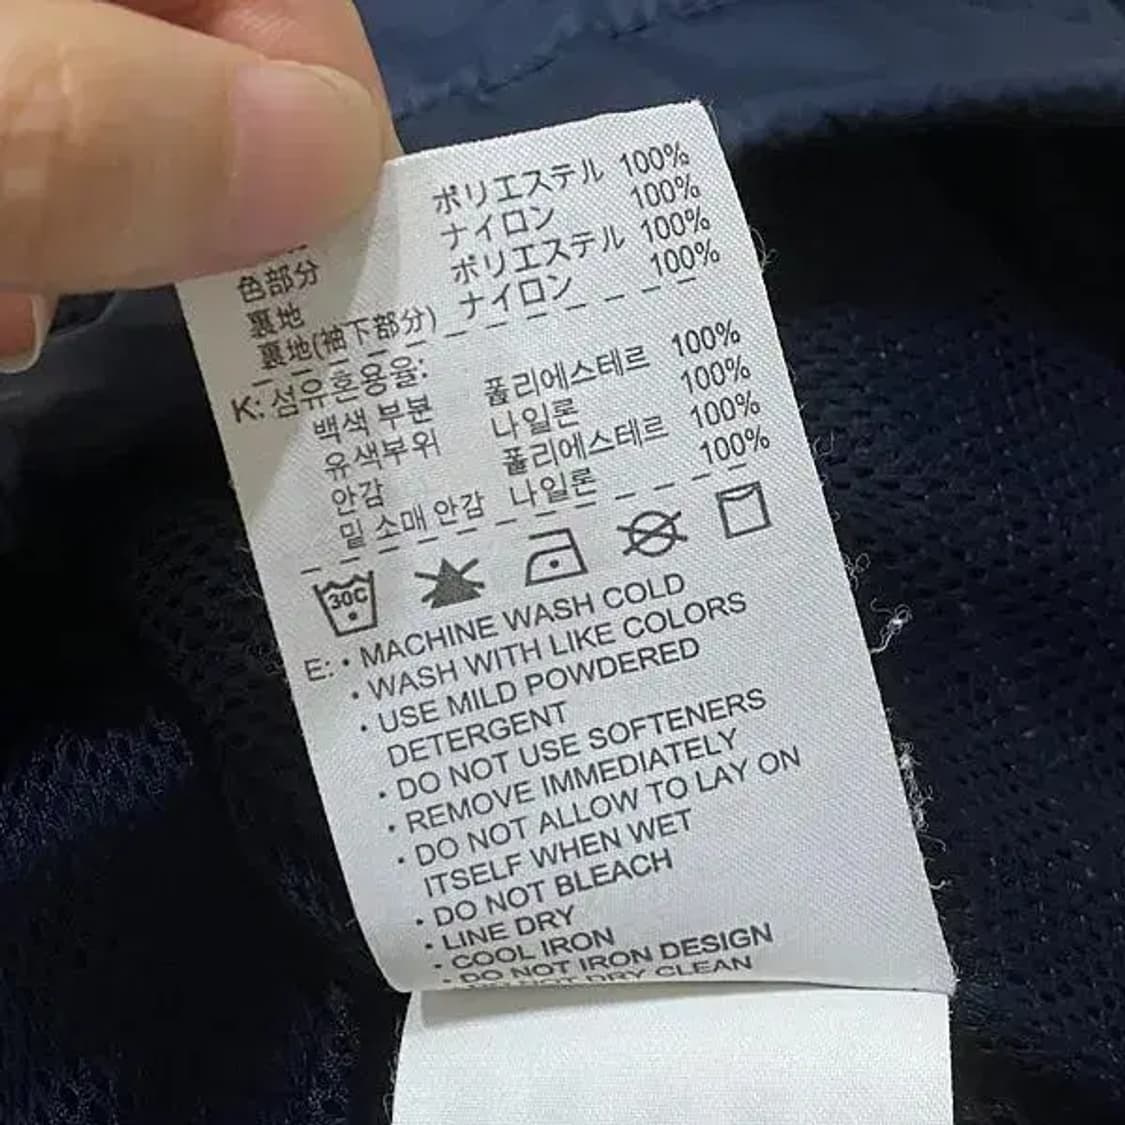 ポリエステル 100%
色部分 ナイロン 100%
裏地 ポリエステル 100%
裏地(袖下部分) ナイロン 100%
K: 섬유혼용율:
백색 부분 폴리에스테르 100%
유색부위 나일론 100%
안감 폴리에스테르 100%
밑 소매 안감 나일론 100%
30C
E: • MACHINE WASH COLD
• WASH WITH LIKE COLORS
• USE MILD POWDERED
DETERGENT
• DO NOT USE SOFTENERS
• REMOVE IMMEDIATELY
• DO NOT ALLOW TO LAY ON
ITSELF WHEN WET
• DO NOT BLEACH
• LINE DRY
• COOL IRON
• DO NOT IRON DESIGN
• DO NOT DRY CLEAN